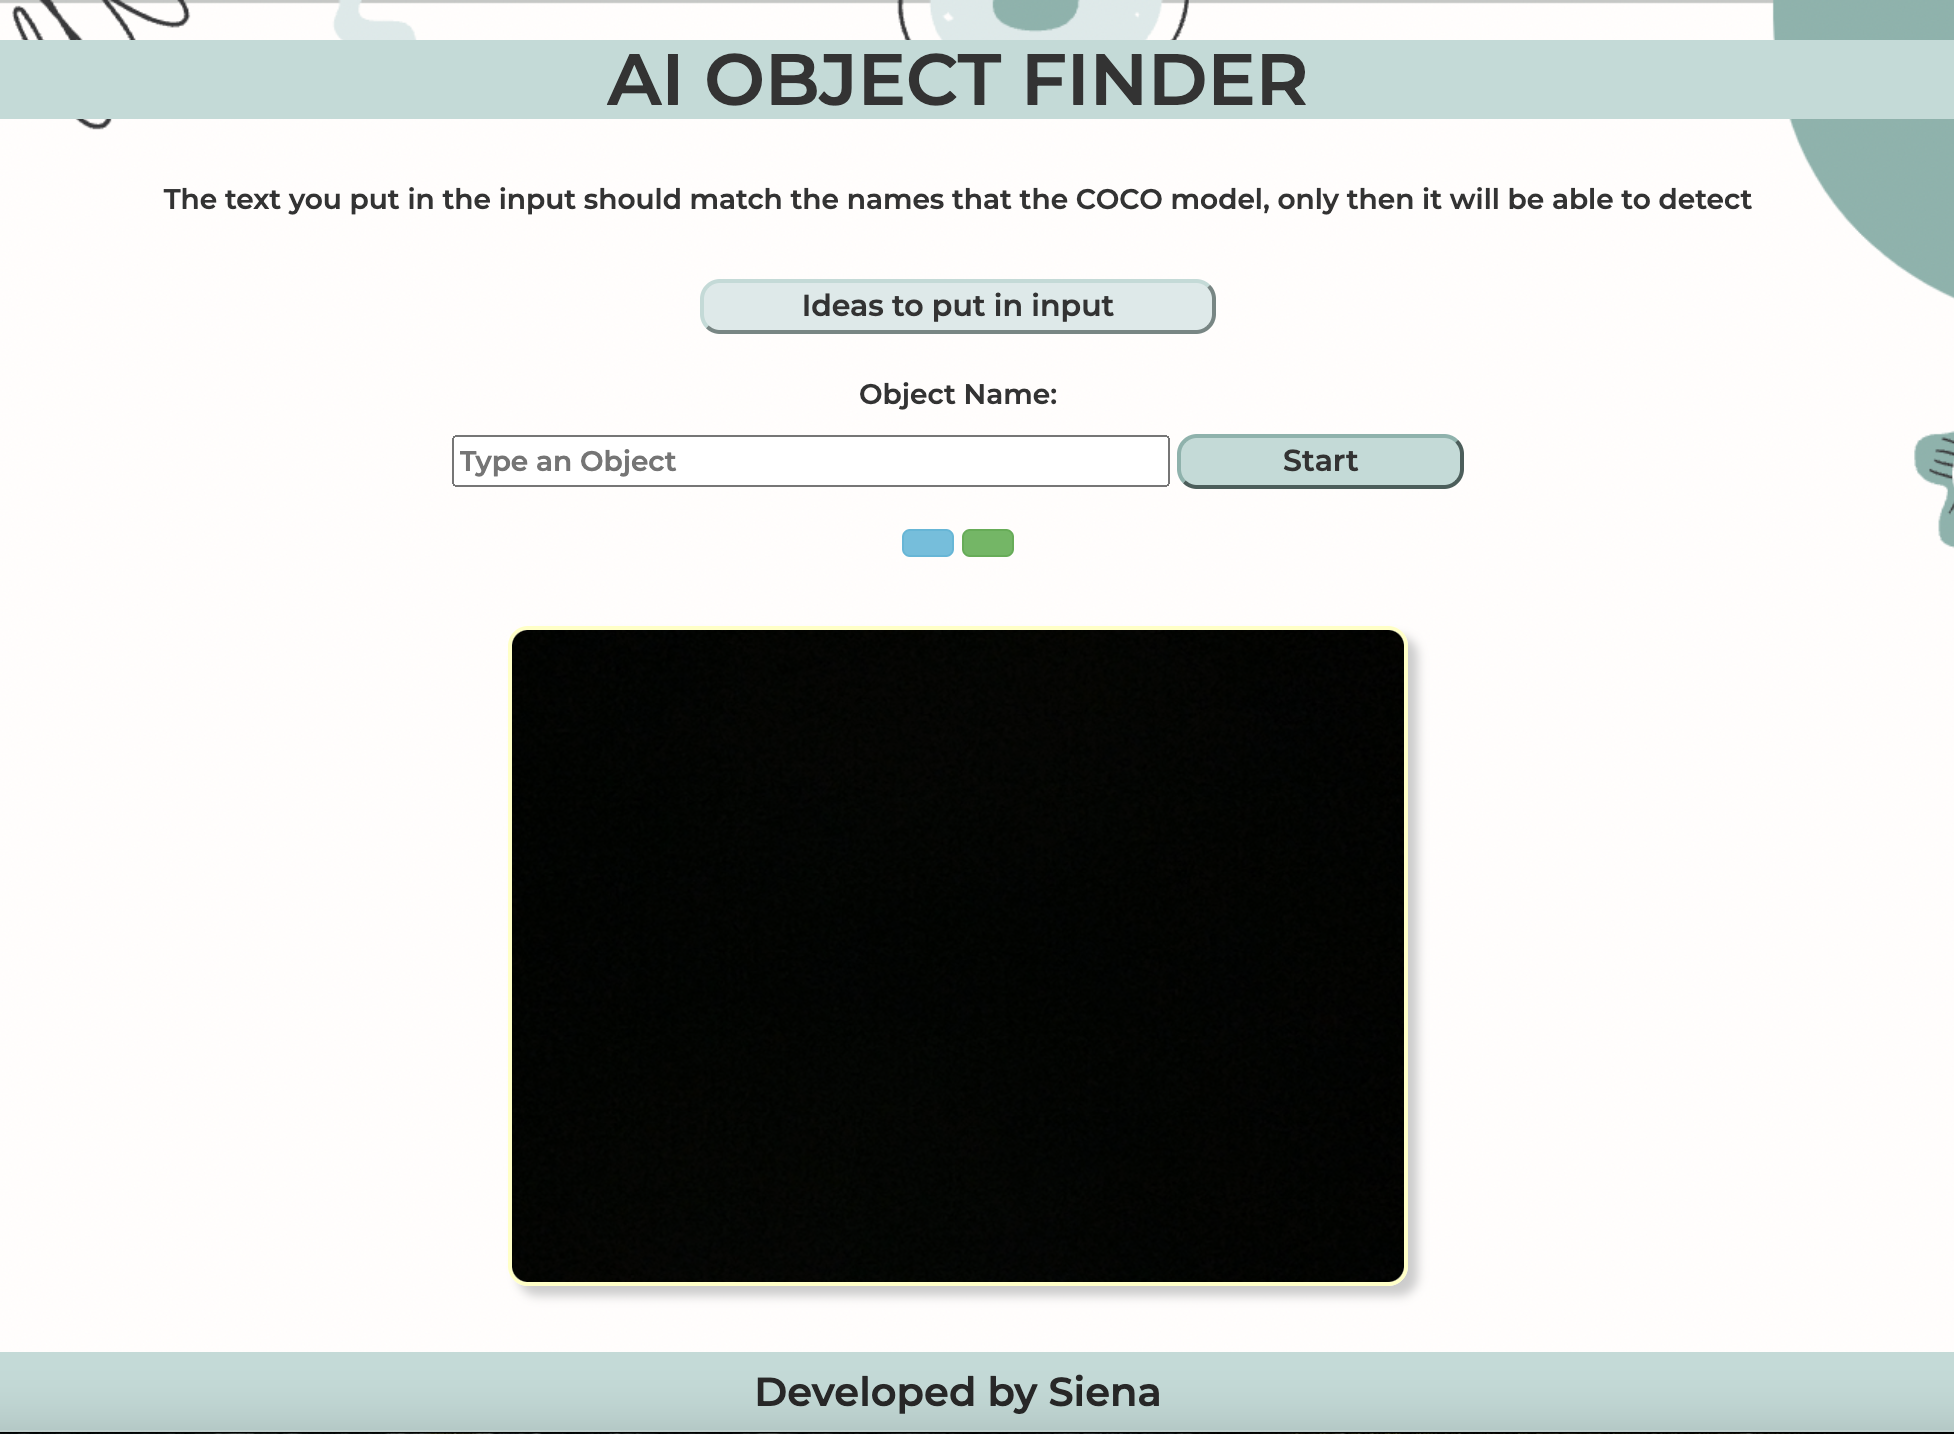 AI OBJECT FINDER
The text you put in the input should match the names that the COCO model, only then it will be able to detect
Ideas to put in input
Object Name:
Type an Object
Start
Developed by Siena